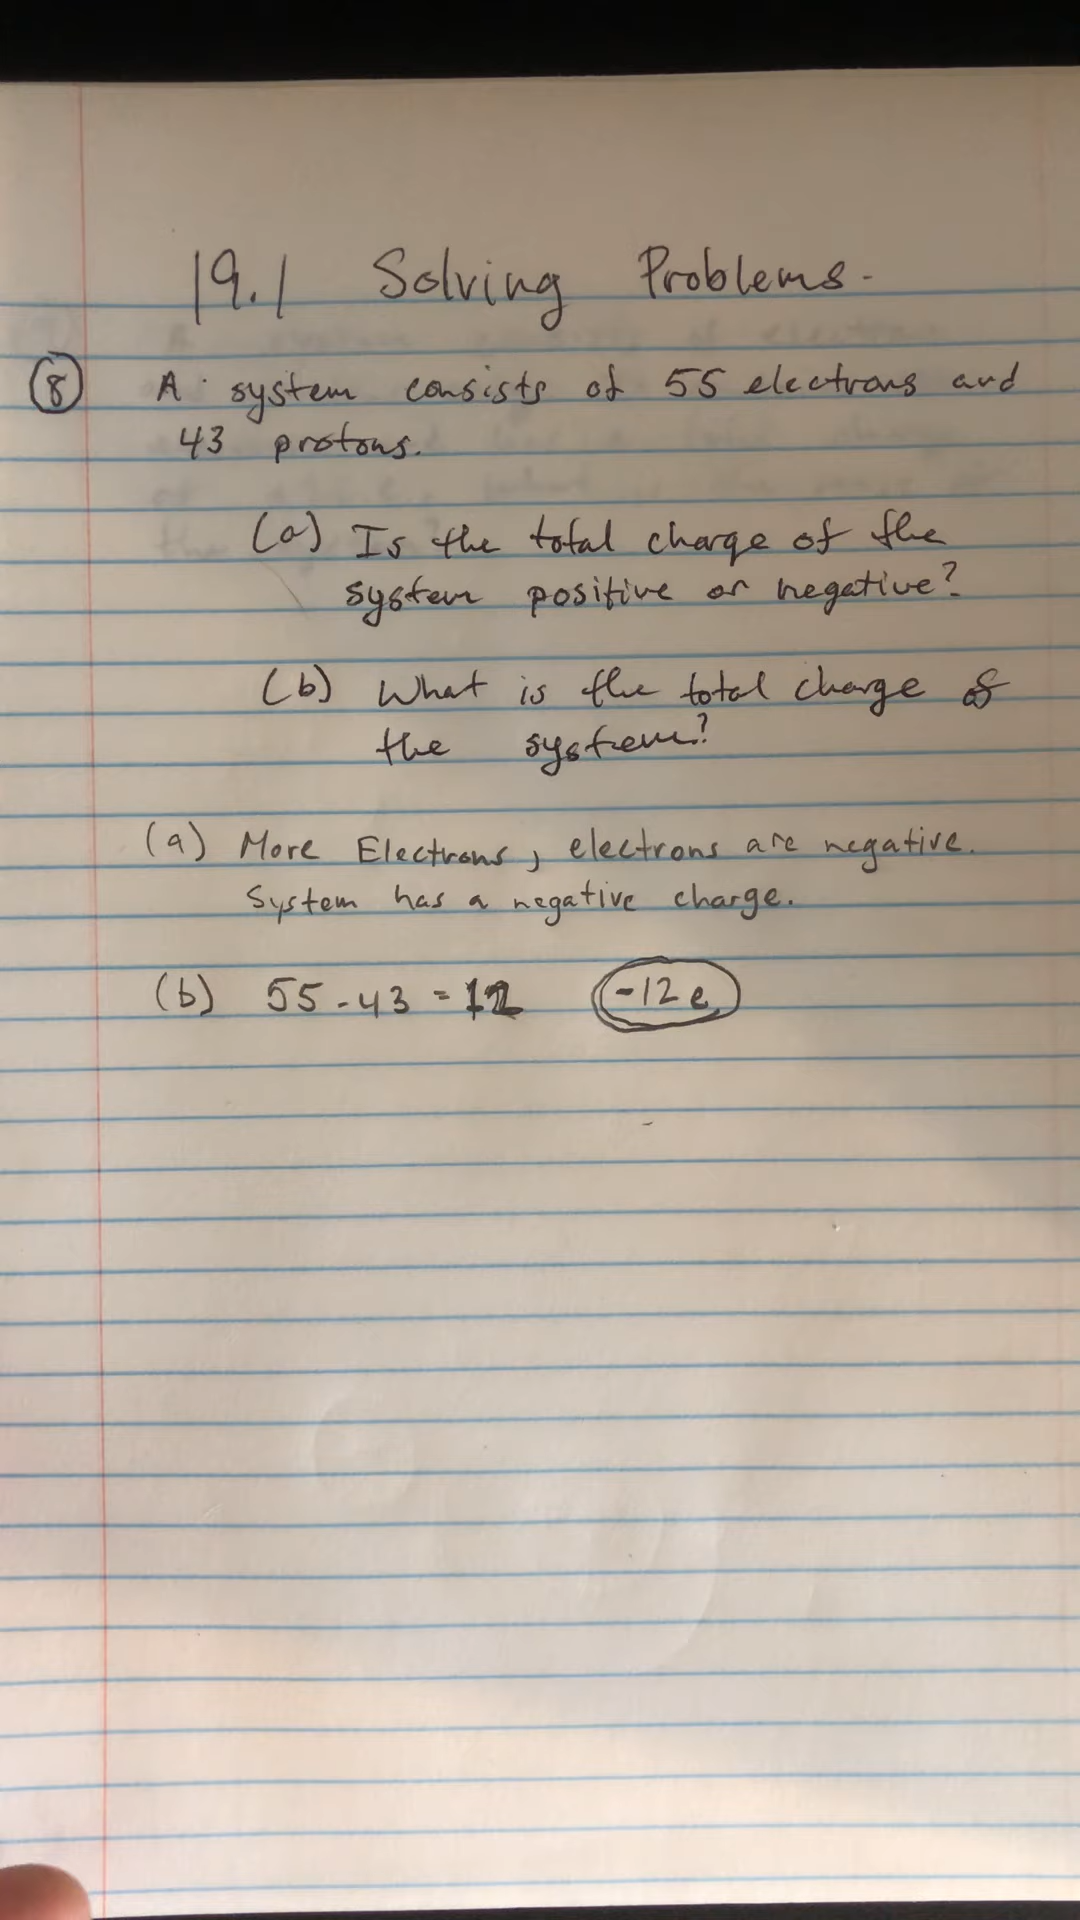 19.1 Solving Problems.
8 A system consists of 55 electrons and
43 protons.
(a) Is the total charge of the
system positive or negative?
(b) What is the total charge of
the system?
(a) More Electrons, electrons are negative.
System has a negative charge.
(b) 55 - 43 = 12 -12 e